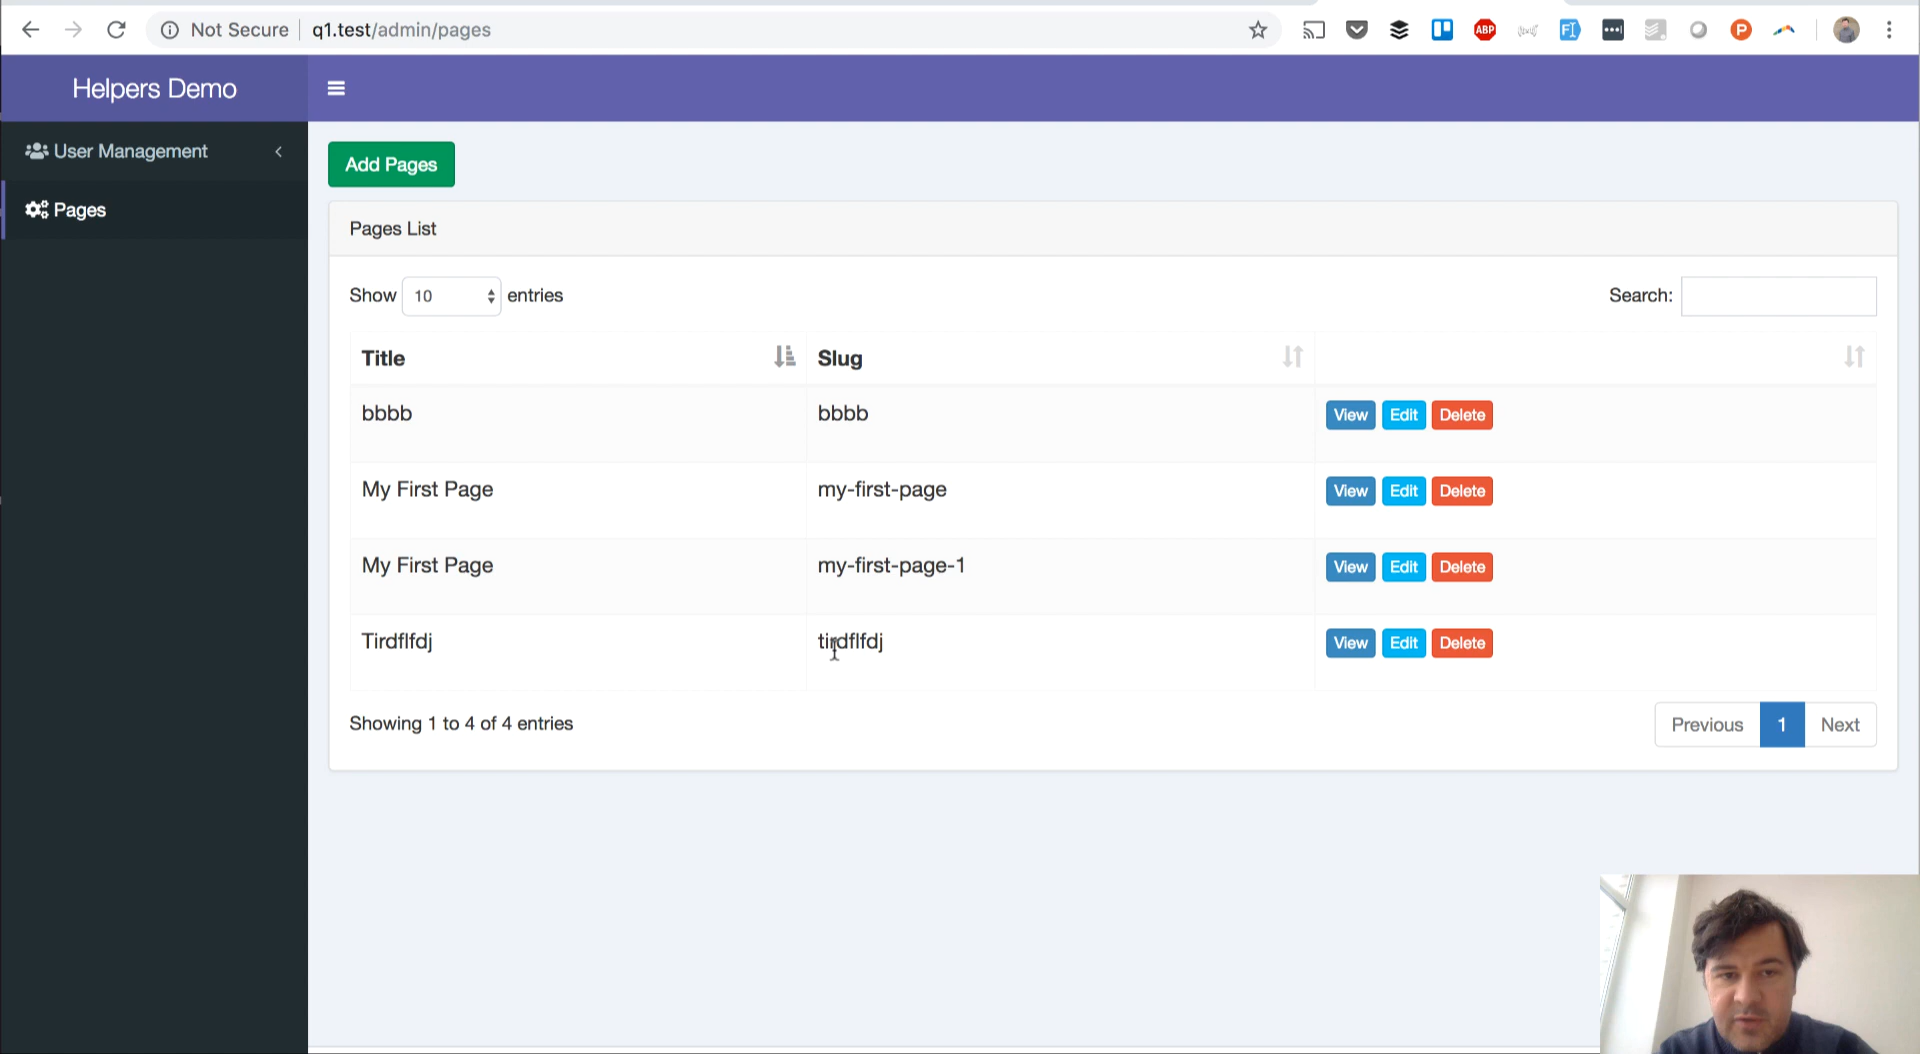 Not Secure q1.test/admin/pages
ABP
FI
P
Helpers Demo
User Management
Pages
Add Pages
Pages List
Show 10 entries
Search:
Title Slug
bbbb bbbb View Edit Delete
My First Page my-first-page View Edit Delete
My First Page my-first-page-1 View Edit Delete
Tirdflfdj tirdflfdj View Edit Delete
Showing 1 to 4 of 4 entries
Previous 1 Next